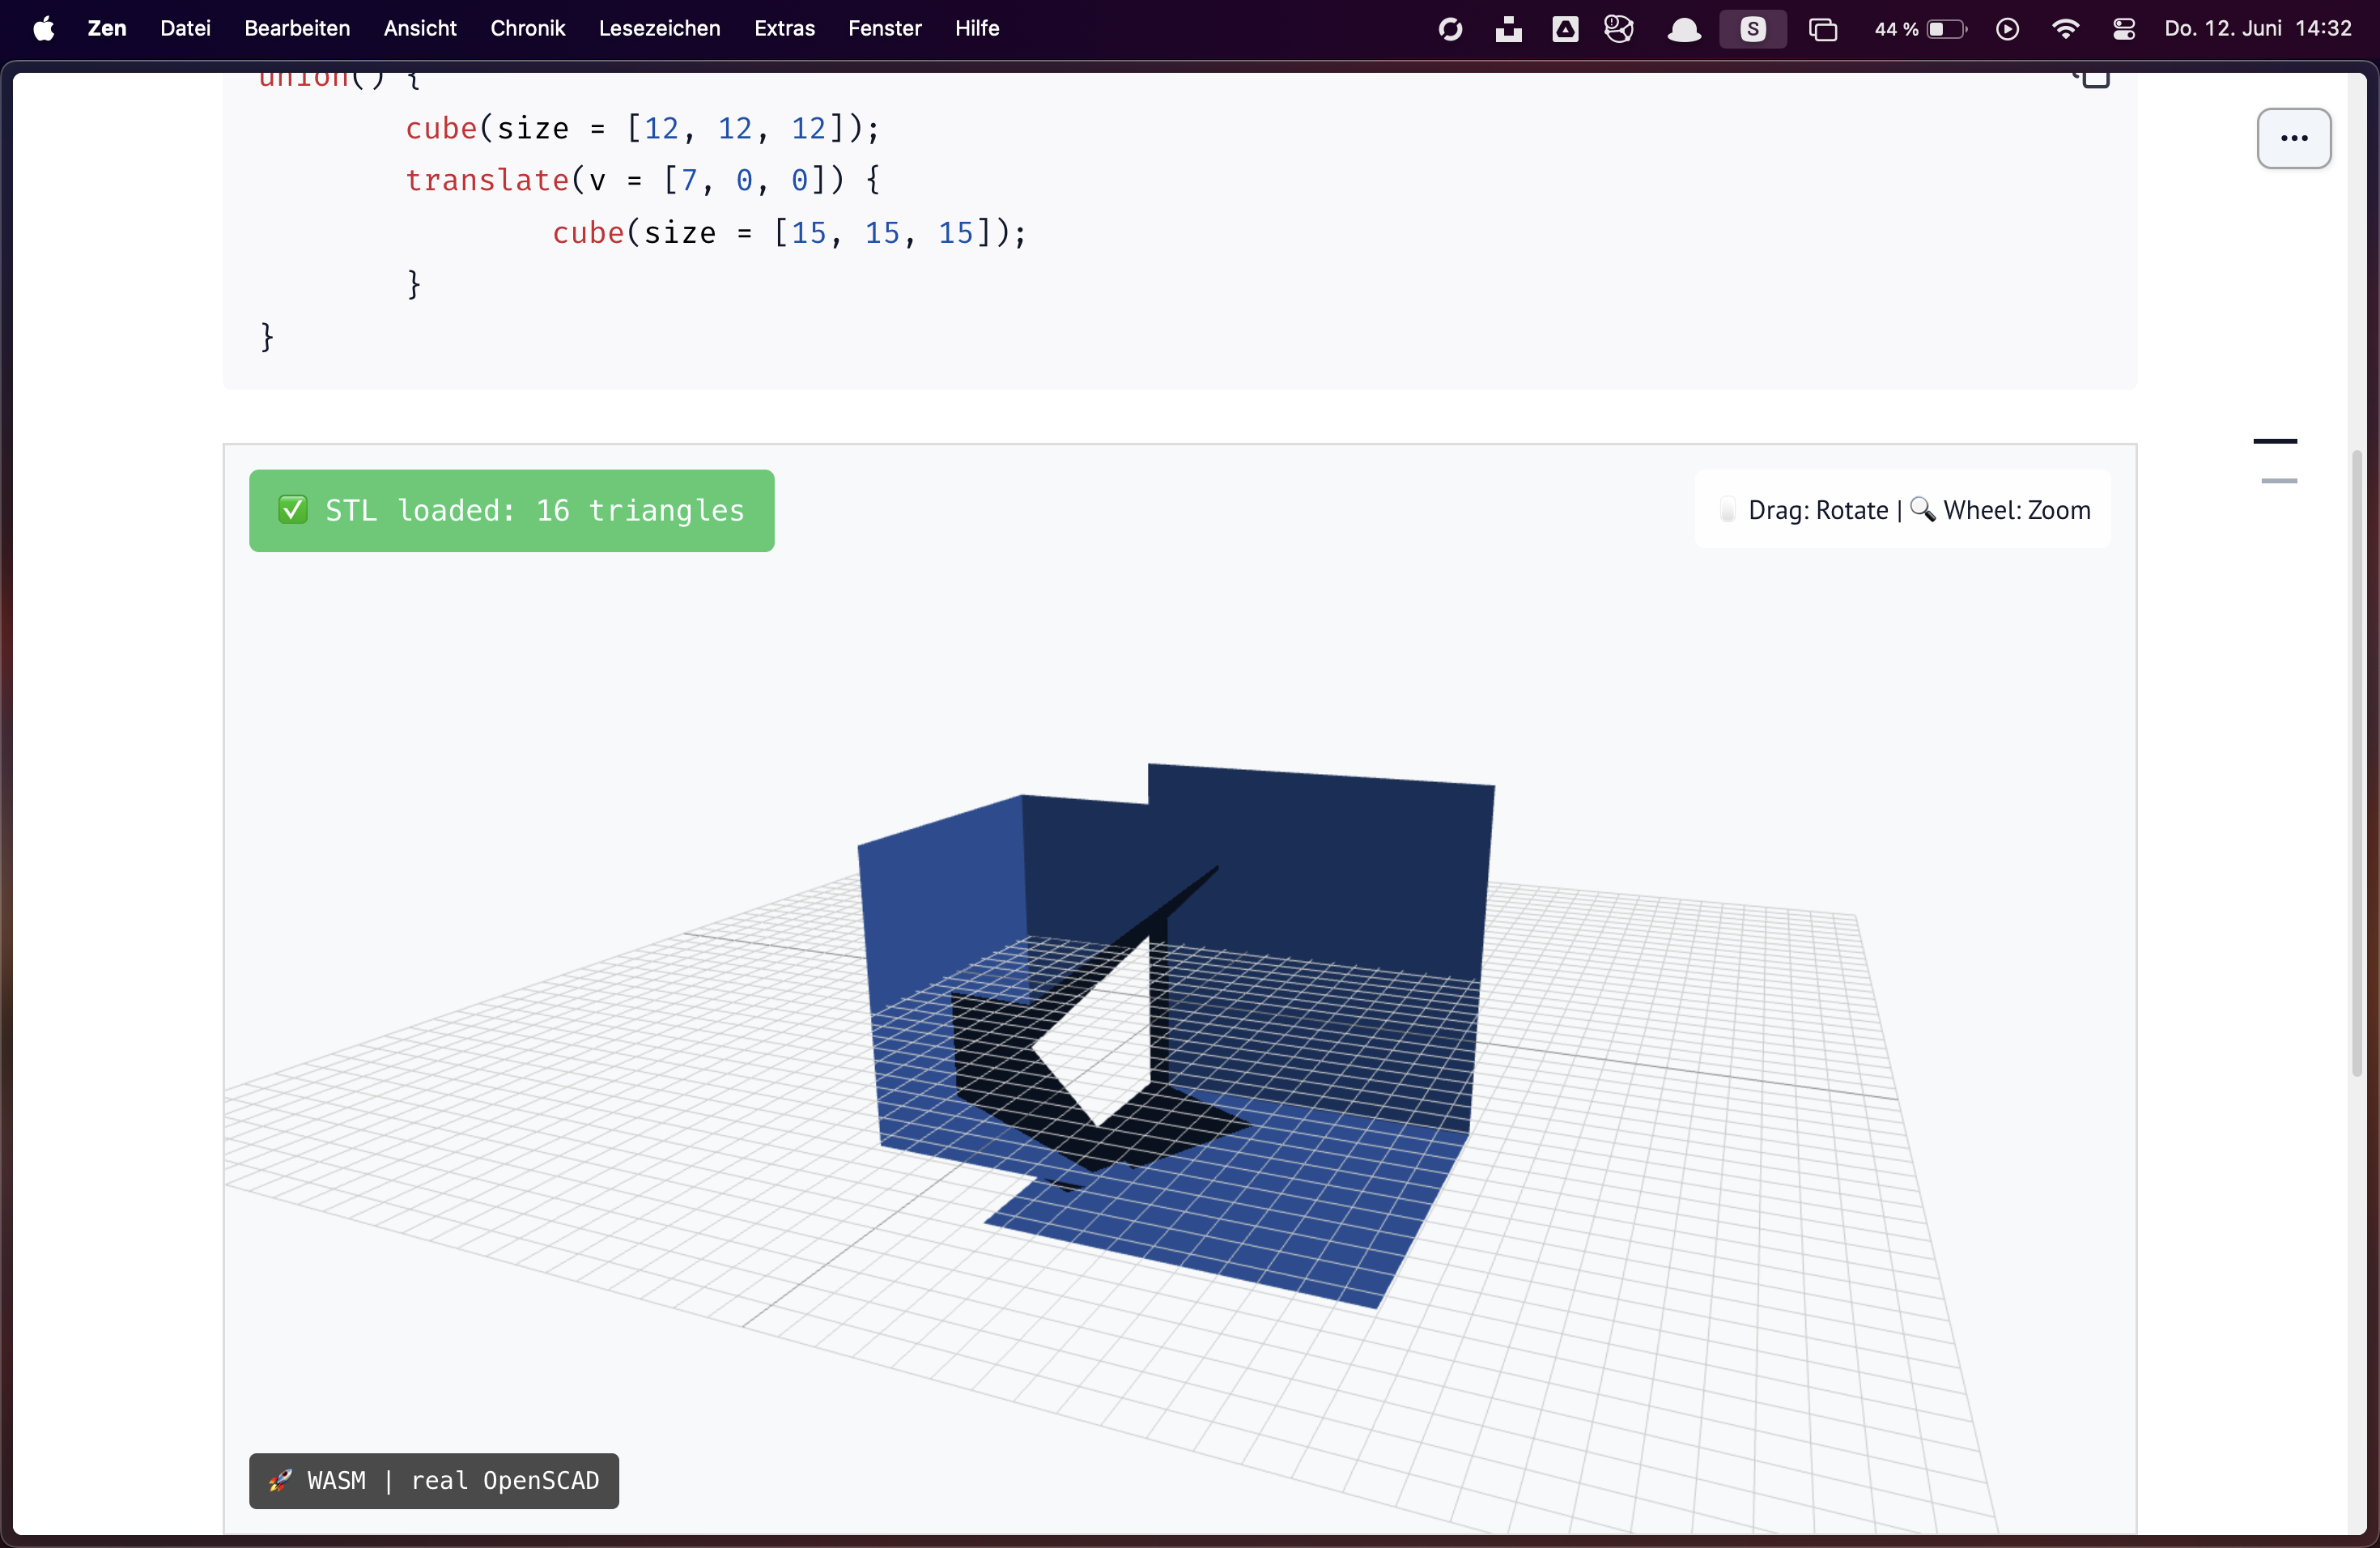 Zen Datei Bearbeiten Ansicht Chronik Lesezeichen Extras Fenster Hilfe S 44 % Do. 12. Juni 14:32
union() {
cube(size = [12, 12, 12]);
translate(v = [7, 0, 0]) {
cube(size = [15, 15, 15]);
}
}
✅ STL loaded: 16 triangles
Drag: Rotate | 🔍 Wheel: Zoom
🚀 WASM | real OpenSCAD